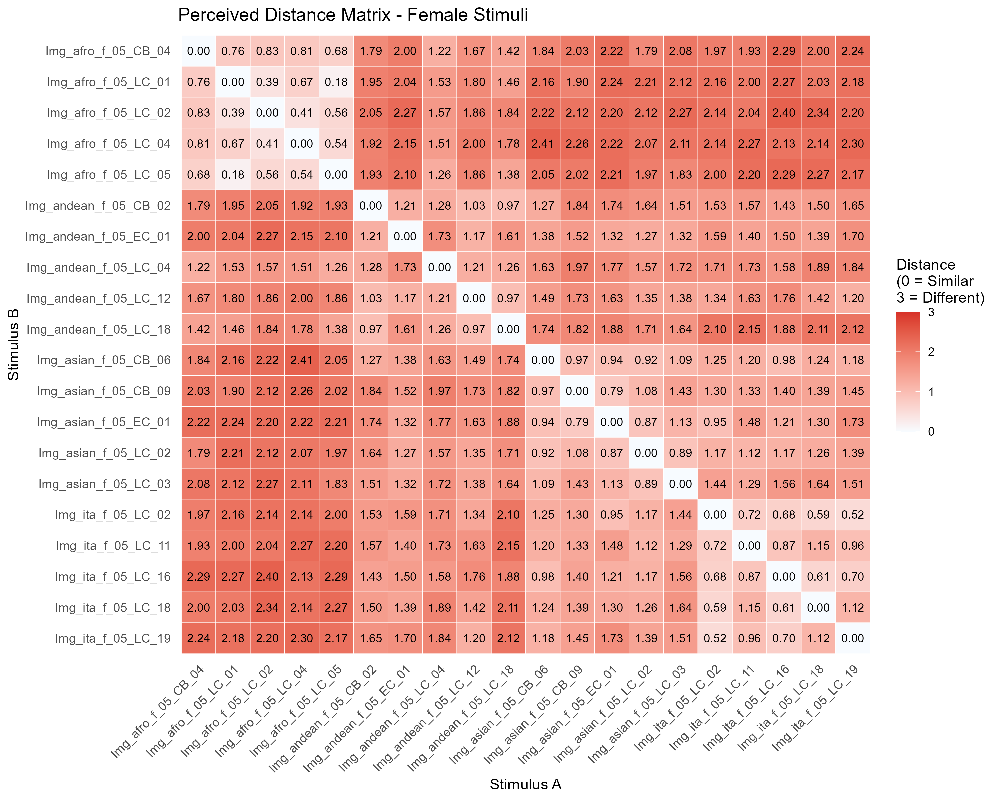 Perceived Distance Matrix - Female Stimuli
Img_afro_f_05_CB_04 0.00 0.76 0.83 0.81 0.68 1.79 2.00 1.22 1.67 1.42 1.84 2.03 2.22 1.79 2.08 1.97 1.93 2.29 2.00 2.24
Img_afro_f_05_LC_01 0.76 0.00 0.39 0.67 0.18 1.95 2.04 1.53 1.80 1.46 2.16 1.90 2.24 2.21 2.12 2.16 2.00 2.27 2.03 2.18
Img_afro_f_05_LC_02 0.83 0.39 0.00 0.41 0.56 2.05 2.27 1.57 1.86 1.84 2.22 2.12 2.20 2.12 2.27 2.14 2.04 2.40 2.34 2.20
Img_afro_f_05_LC_04 0.81 0.67 0.41 0.00 0.54 1.92 2.15 1.51 2.00 1.78 2.41 2.26 2.22 2.07 2.11 2.14 2.27 2.13 2.14 2.30
Img_afro_f_05_LC_05 0.68 0.18 0.56 0.54 0.00 1.93 2.10 1.26 1.86 1.38 2.05 2.02 2.21 1.97 1.83 2.00 2.20 2.29 2.27 2.17
Img_andean_f_05_CB_02 1.79 1.95 2.05 1.92 1.93 0.00 1.21 1.28 1.03 0.97 1.27 1.84 1.74 1.64 1.51 1.53 1.57 1.43 1.50 1.65
Img_andean_f_05_EC_01 2.00 2.04 2.27 2.15 2.10 1.21 0.00 1.73 1.17 1.61 1.38 1.52 1.32 1.27 1.32 1.59 1.40 1.50 1.39 1.70
Img_andean_f_05_LC_04 1.22 1.53 1.57 1.51 1.26 1.28 1.73 0.00 1.21 1.26 1.63 1.97 1.77 1.57 1.72 1.71 1.73 1.58 1.89 1.84
Img_andean_f_05_LC_12 1.67 1.80 1.86 2.00 1.86 1.03 1.17 1.21 0.00 0.97 1.49 1.73 1.63 1.35 1.38 1.34 1.63 1.76 1.42 1.20
Img_andean_f_05_LC_18 1.42 1.46 1.84 1.78 1.38 0.97 1.61 1.26 0.97 0.00 1.74 1.82 1.88 1.71 1.64 2.10 2.15 1.88 2.11 2.12
Img_asian_f_05_CB_06 1.84 2.16 2.22 2.41 2.05 1.27 1.38 1.63 1.49 1.74 0.00 0.97 0.94 0.92 1.09 1.25 1.20 0.98 1.24 1.18
Img_asian_f_05_CB_09 2.03 1.90 2.12 2.26 2.02 1.84 1.52 1.97 1.73 1.82 0.97 0.00 0.79 1.08 1.43 1.30 1.33 1.40 1.39 1.45
Img_asian_f_05_EC_01 2.22 2.24 2.20 2.22 2.21 1.74 1.32 1.77 1.63 1.88 0.94 0.79 0.00 0.87 1.13 0.95 1.48 1.21 1.30 1.73
Img_asian_f_05_LC_02 1.79 2.21 2.12 2.07 1.97 1.64 1.27 1.57 1.35 1.71 0.92 1.08 0.87 0.00 0.89 1.17 1.12 1.17 1.26 1.39
Img_asian_f_05_LC_03 2.08 2.12 2.27 2.11 1.83 1.51 1.32 1.72 1.38 1.64 1.09 1.43 1.13 0.89 0.00 1.44 1.29 1.56 1.64 1.51
Img_ita_f_05_LC_02 1.97 2.16 2.14 2.14 2.00 1.53 1.59 1.71 1.34 2.10 1.25 1.30 0.95 1.17 1.44 0.00 0.72 0.68 0.59 0.52
Img_ita_f_05_LC_11 1.93 2.00 2.04 2.27 2.20 1.57 1.40 1.73 1.63 2.15 1.20 1.33 1.48 1.12 1.29 0.72 0.00 0.87 1.15 0.96
Img_ita_f_05_LC_16 2.29 2.27 2.40 2.13 2.29 1.43 1.50 1.58 1.76 1.88 0.98 1.40 1.21 1.17 1.56 0.68 0.87 0.00 0.61 0.70
Img_ita_f_05_LC_18 2.00 2.03 2.34 2.14 2.27 1.50 1.39 1.89 1.42 2.11 1.24 1.39 1.30 1.26 1.64 0.59 1.15 0.61 0.00 1.12
Img_ita_f_05_LC_19 2.24 2.18 2.20 2.30 2.17 1.65 1.70 1.84 1.20 2.12 1.18 1.45 1.73 1.39 1.51 0.52 0.96 0.70 1.12 0.00
Stimulus B
Img_afro_f_05_CB_04
Img_afro_f_05_LC_01
Img_afro_f_05_LC_02
Img_afro_f_05_LC_04
Img_afro_f_05_LC_05
Img_andean_f_05_CB_02
Img_andean_f_05_EC_01
Img_andean_f_05_LC_04
Img_andean_f_05_LC_12
Img_andean_f_05_LC_18
Img_asian_f_05_CB_06
Img_asian_f_05_CB_09
Img_asian_f_05_EC_01
Img_asian_f_05_LC_02
Img_asian_f_05_LC_03
Img_ita_f_05_LC_02
Img_ita_f_05_LC_11
Img_ita_f_05_LC_16
Img_ita_f_05_LC_18
Img_ita_f_05_LC_19
Stimulus A
Distance
(0 = Similar
3 = Different)
3
2
1
0